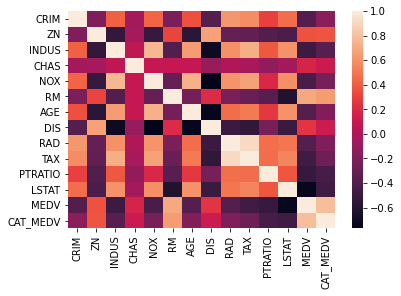 CRIM
ZN
INDUS
CHAS
NOX
RM
AGE
DIS
RAD
TAX
PTRATIO
LSTAT
MEDV
CAT_MEDV
CRIM
ZN
INDUS
CHAS
NOX
RM
AGE
DIS
RAD
TAX
PTRATIO
LSTAT
MEDV
CAT_MEDV
1.0
0.8
0.6
0.4
0.2
0.0
−0.2
−0.4
−0.6